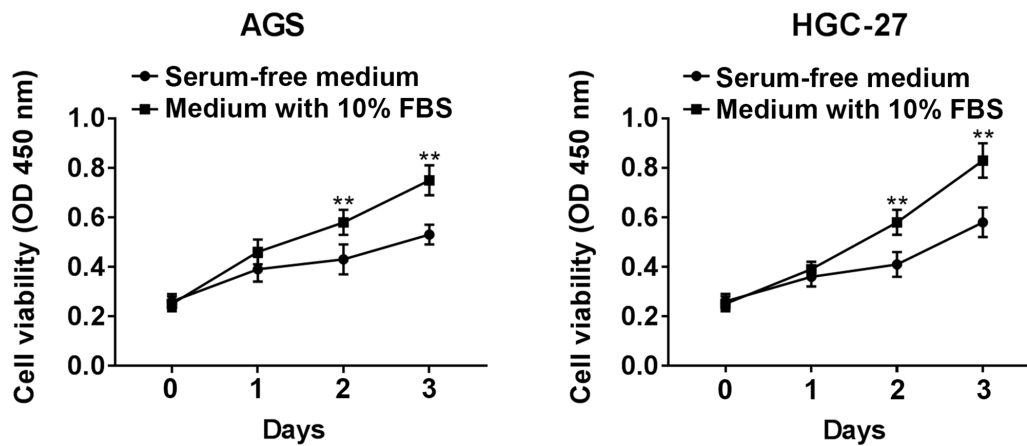 AGS
Serum-free medium
Medium with 10% FBS
Cell viability (OD 450 nm)
1.0
0.8
0.6
0.4
0.2
0.0
**
**
0 1 2 3
Days
HGC-27
Serum-free medium
Medium with 10% FBS
Cell viability (OD 450 nm)
1.0
0.8
0.6
0.4
0.2
0.0
**
**
0 1 2 3
Days